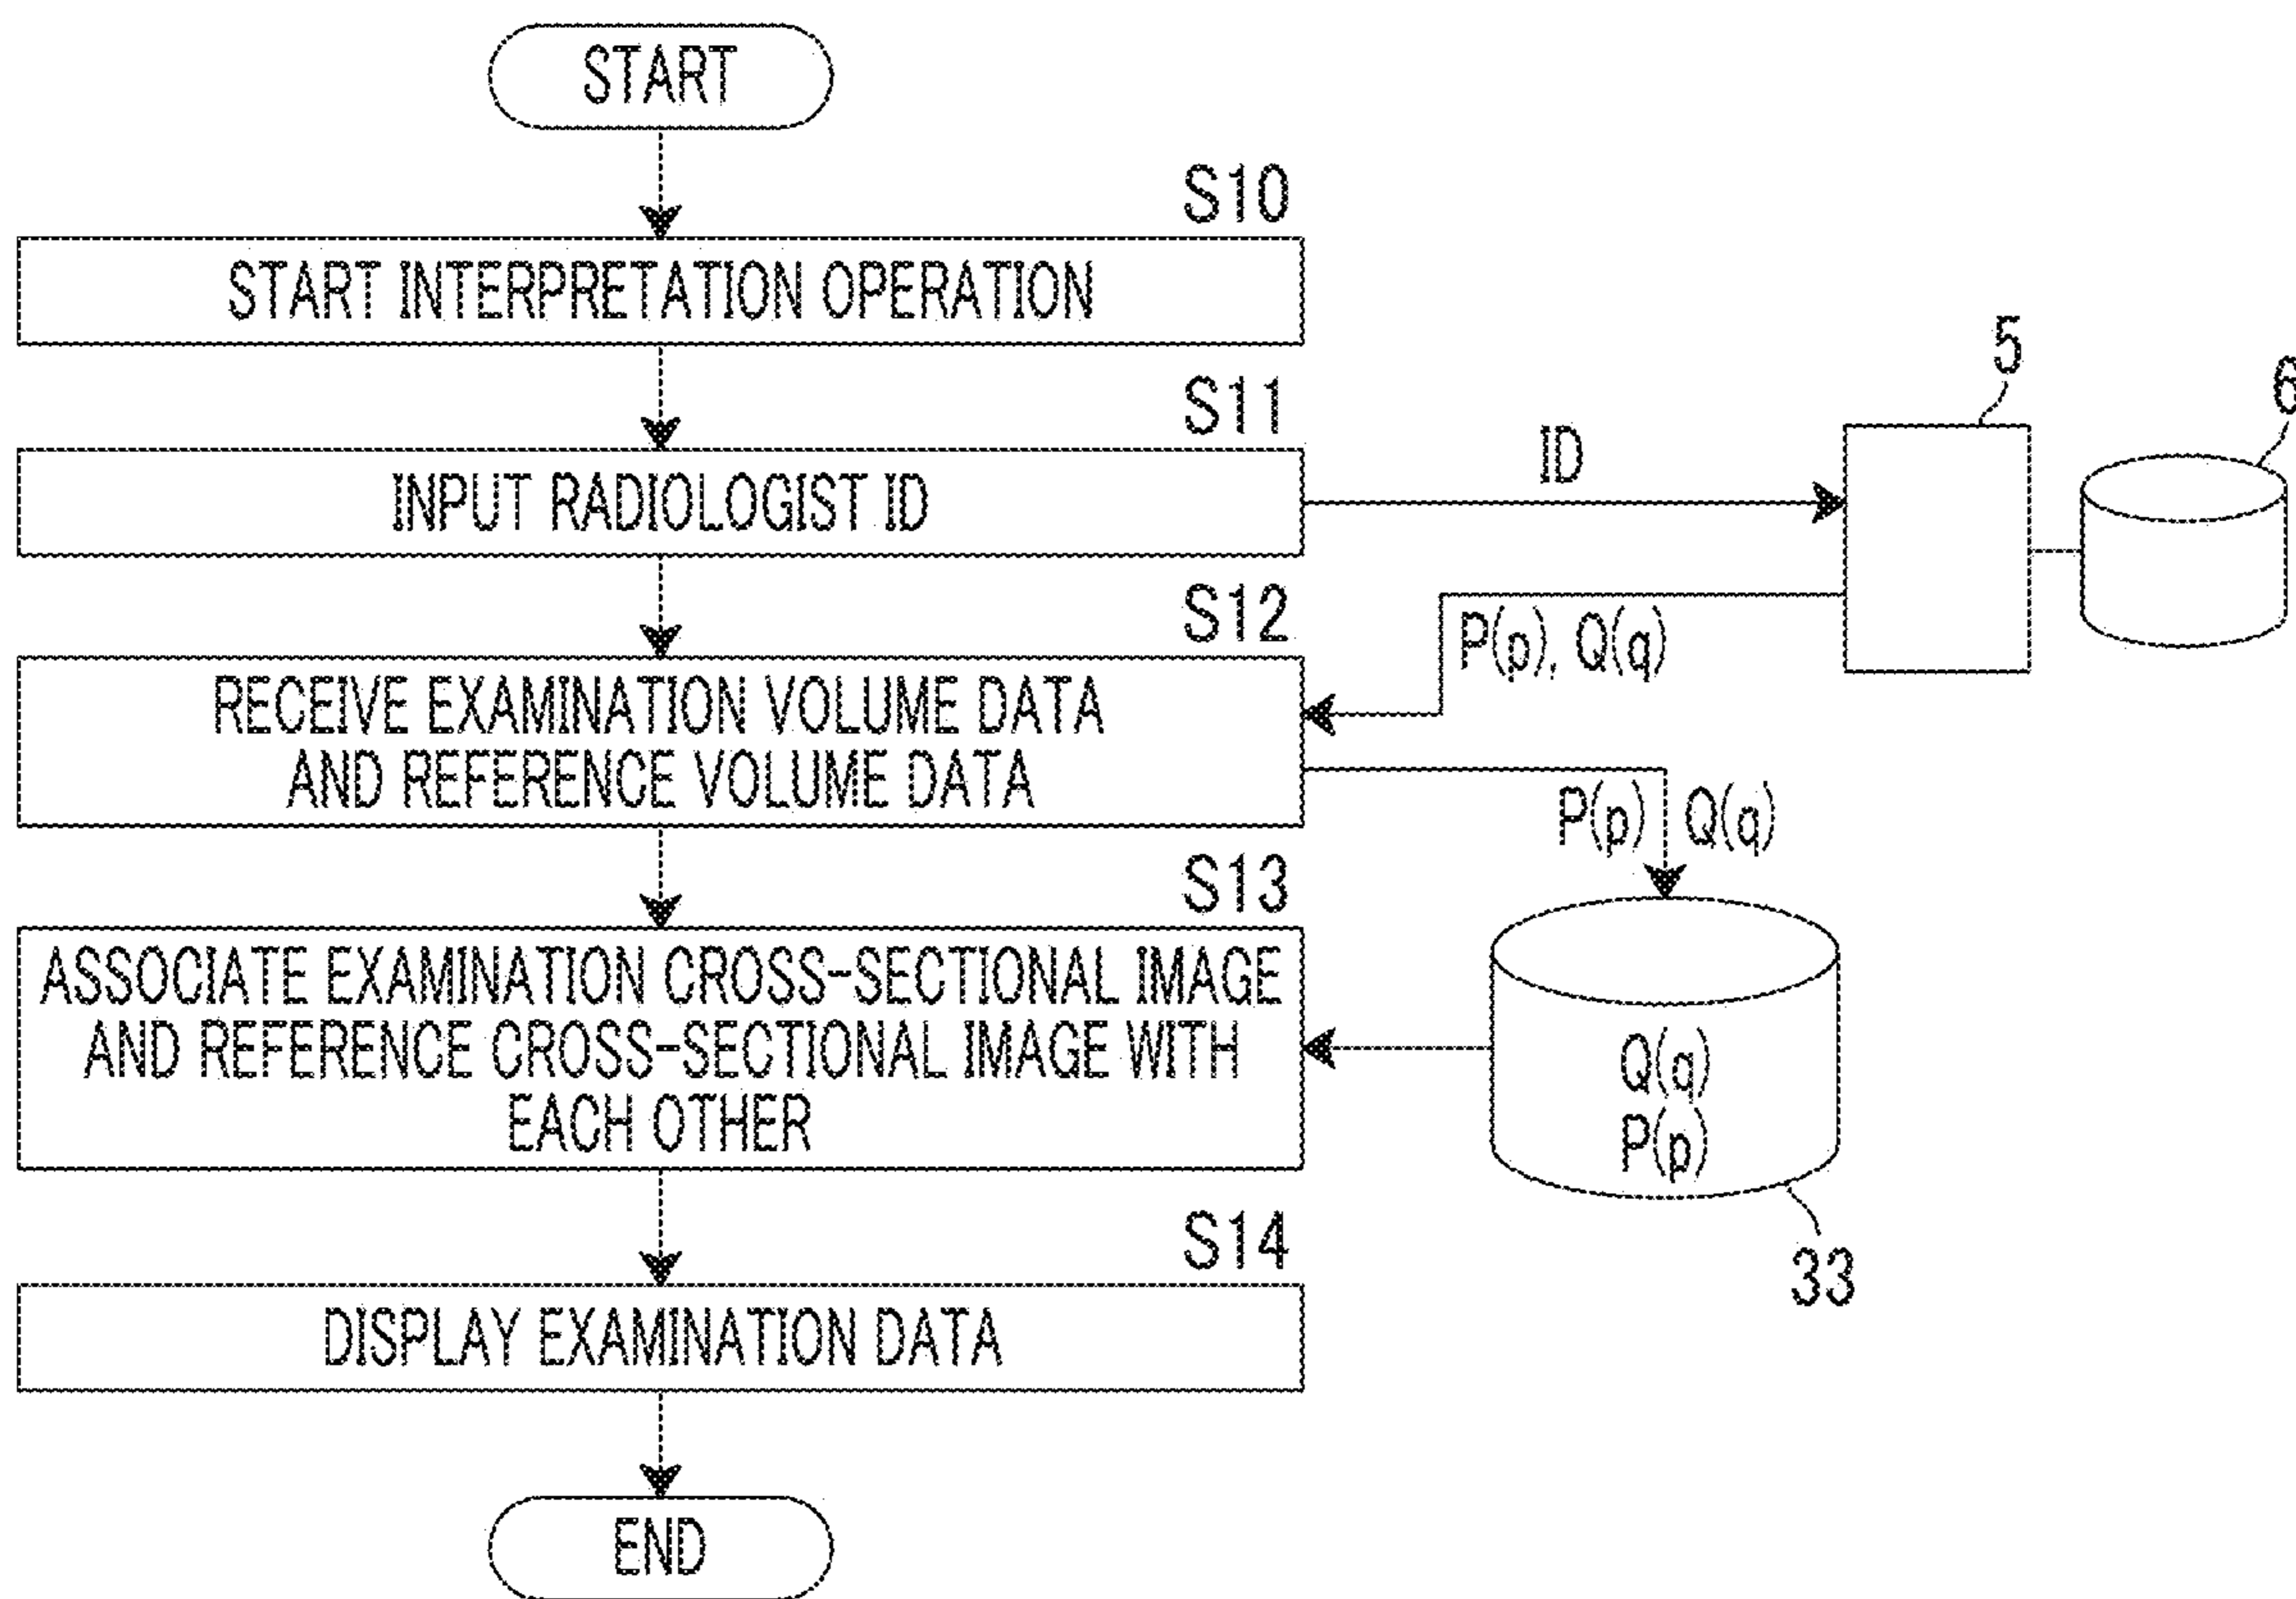 START
S10
START INTERPRETATION OPERATION
S11
INPUT RADIOLOGIST ID
ID
5
6
S12
P(p), Q(q)
RECEIVE EXAMINATION VOLUME DATA
AND REFERENCE VOLUME DATA
P(p) Q(q)
S13
ASSOCIATE EXAMINATION CROSS-SECTIONAL IMAGE
AND REFERENCE CROSS-SECTIONAL IMAGE WITH
EACH OTHER
Q(q)
P(p)
33
S14
DISPLAY EXAMINATION DATA
END